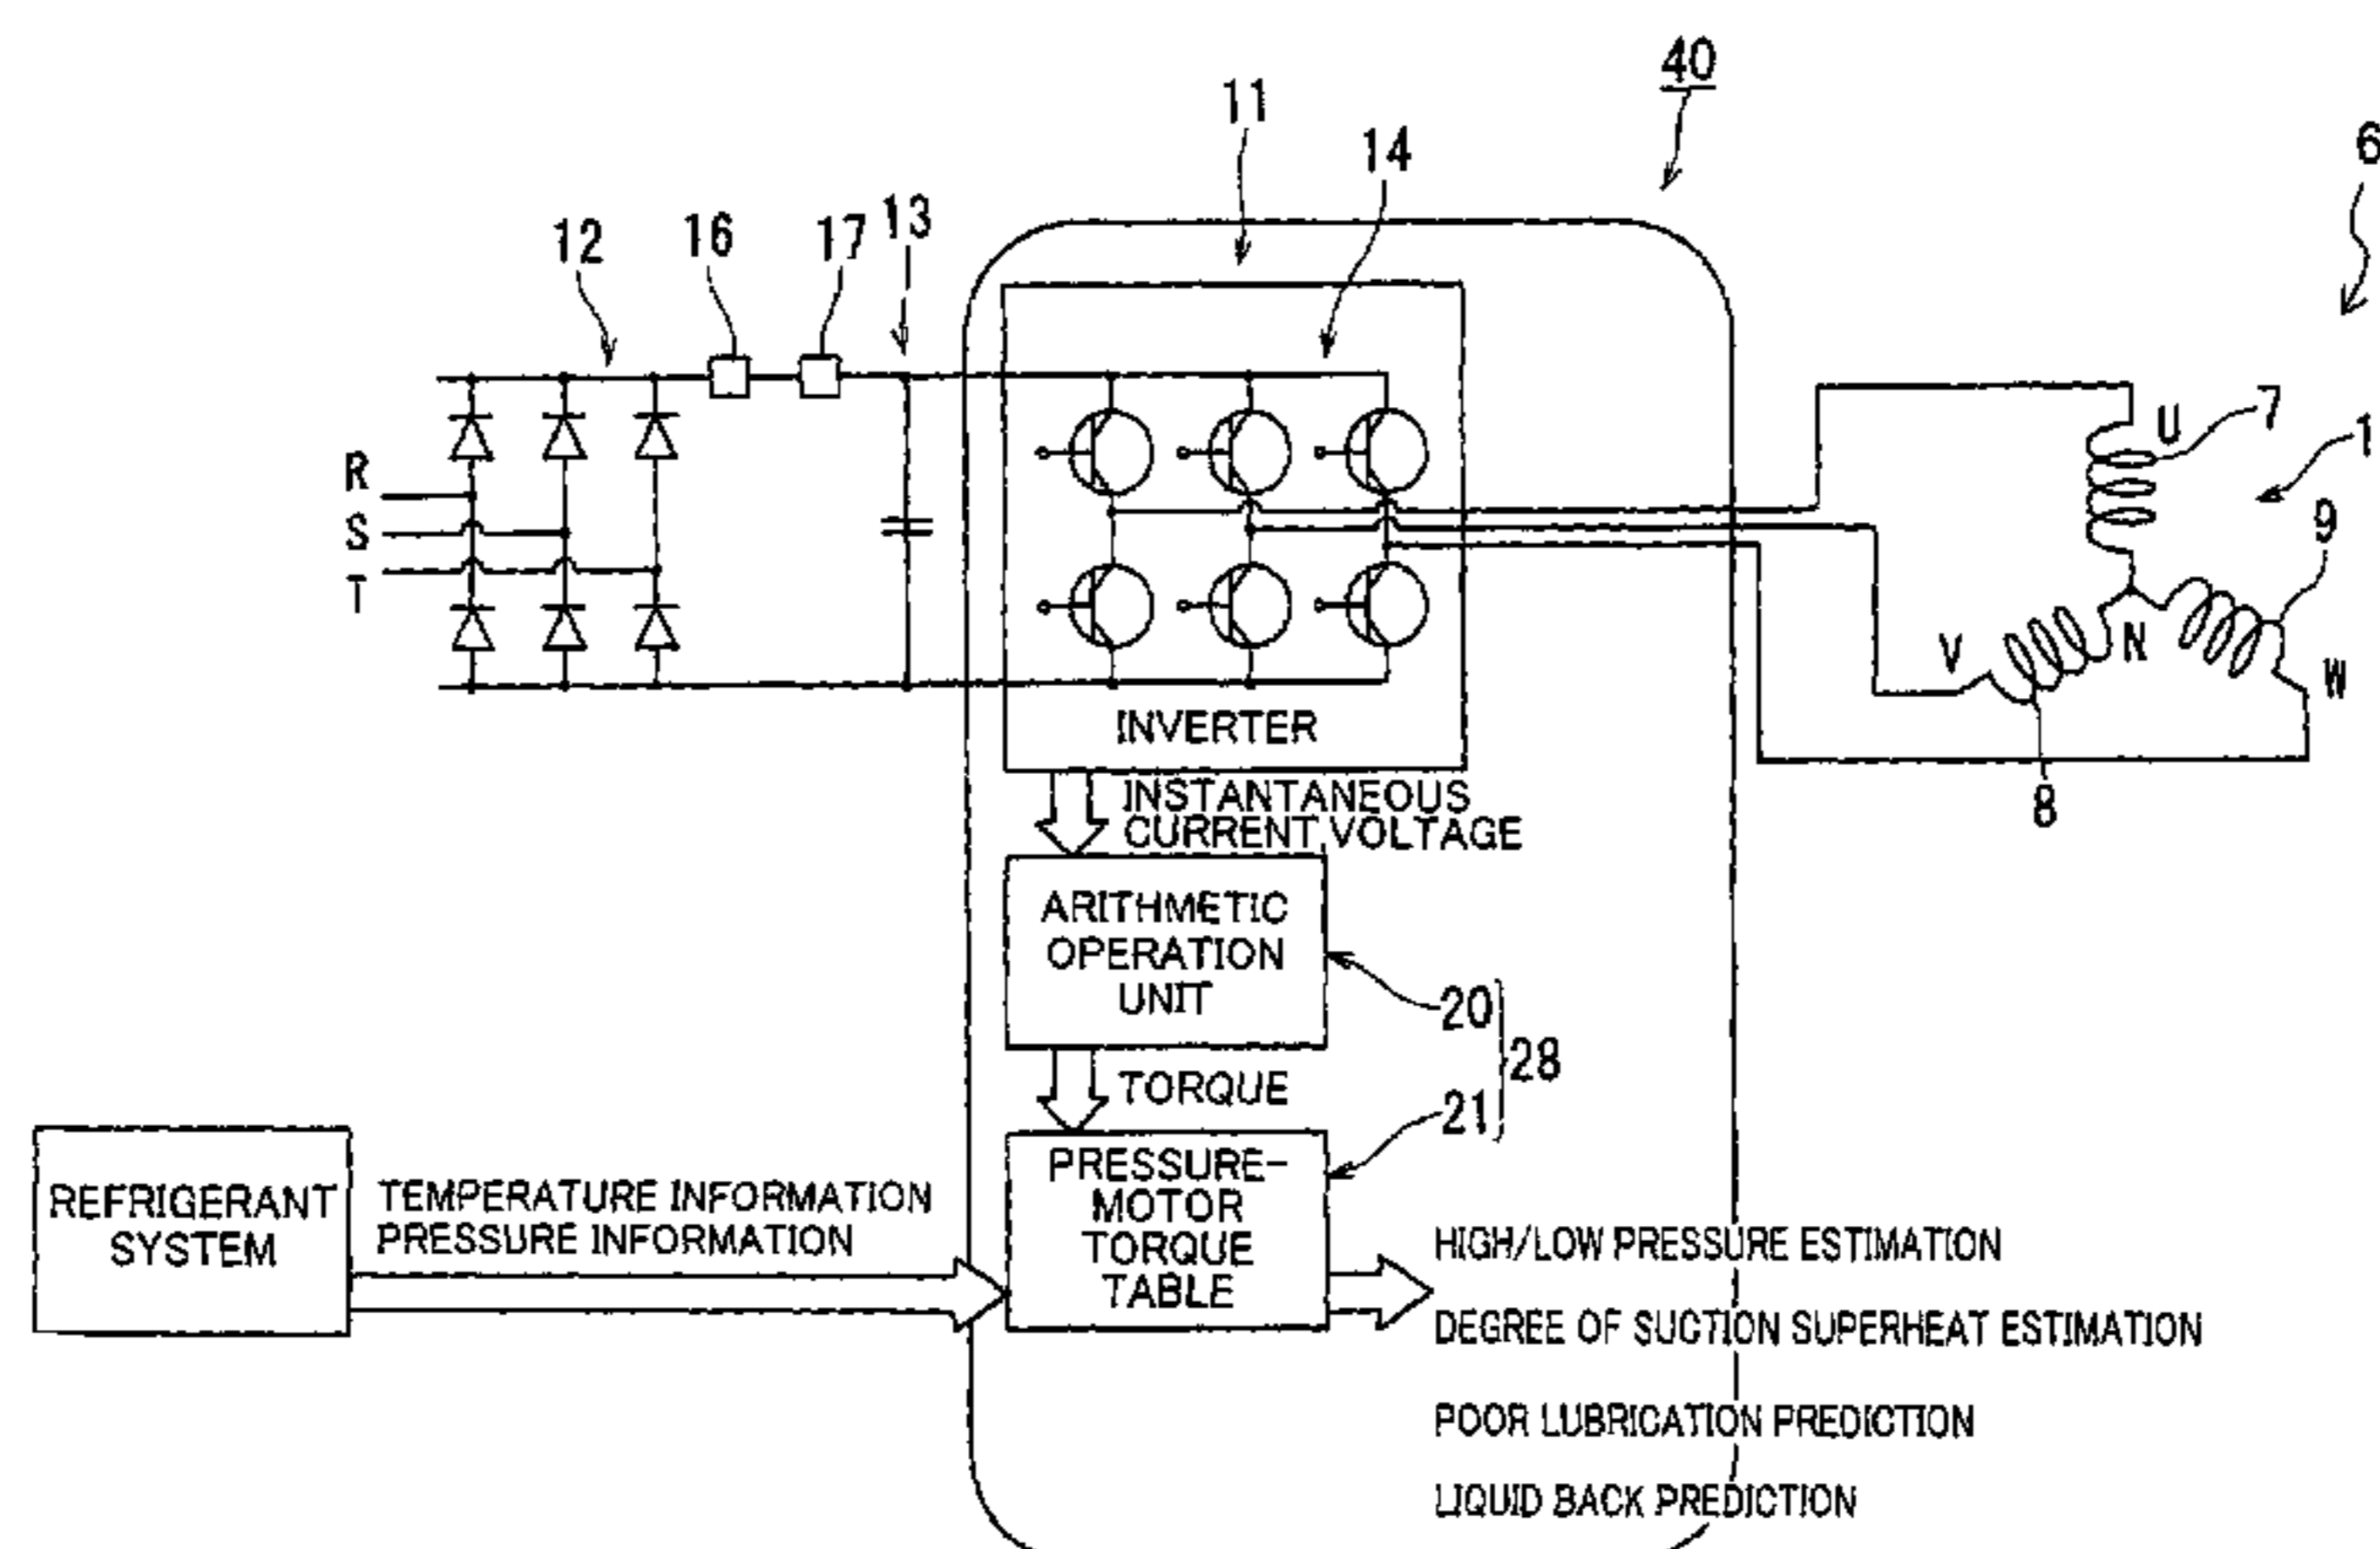 40
11
6
14
13
16
17
12
7
U
1
R
9
S
T
V
N
W
INVERTER
8
INSTANTANEOUS
CURRENT VOLTAGE
ARITHMETIC
OPERATION
UNIT
20
28
TORQUE
21
PRESSURE-
MOTOR
TORQUE
TABLE
REFRIGERANT
SYSTEM
TEMPERATURE INFORMATION
PRESSURE INFORMATION
HIGH/LOW PRESSURE ESTIMATION
DEGREE OF SUCTION SUPERHEAT ESTIMATION
POOR LUBRICATION PREDICTION
LIQUID BACK PREDICTION